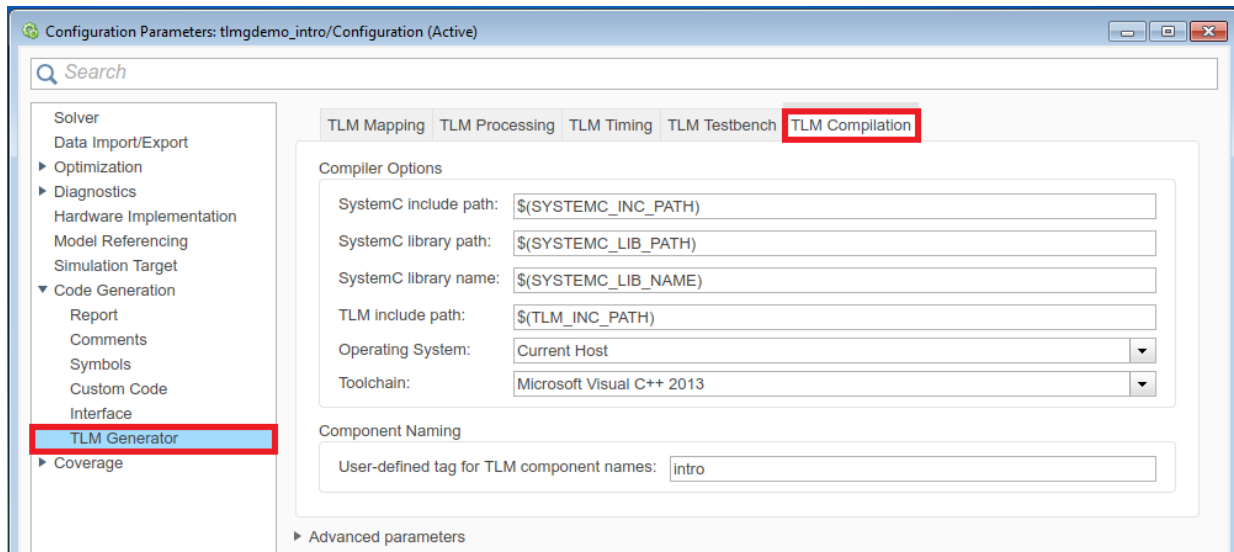 Configuration Parameters: tlmgdemo_intro/Configuration (Active)
Search
Solver
Data Import/Export
Optimization
Diagnostics
Hardware Implementation
Model Referencing
Simulation Target
Code Generation
Report
Comments
Symbols
Custom Code
Interface
TLM Generator
Coverage
TLM Mapping TLM Processing TLM Timing TLM Testbench TLM Compilation
Compiler Options
SystemC include path: $(SYSTEMC_INC_PATH)
SystemC library path: $(SYSTEMC_LIB_PATH)
SystemC library name: $(SYSTEMC_LIB_NAME)
TLM include path: $(TLM_INC_PATH)
Operating System: Current Host
Toolchain: Microsoft Visual C++ 2013
Component Naming
User-defined tag for TLM component names: intro
Advanced parameters